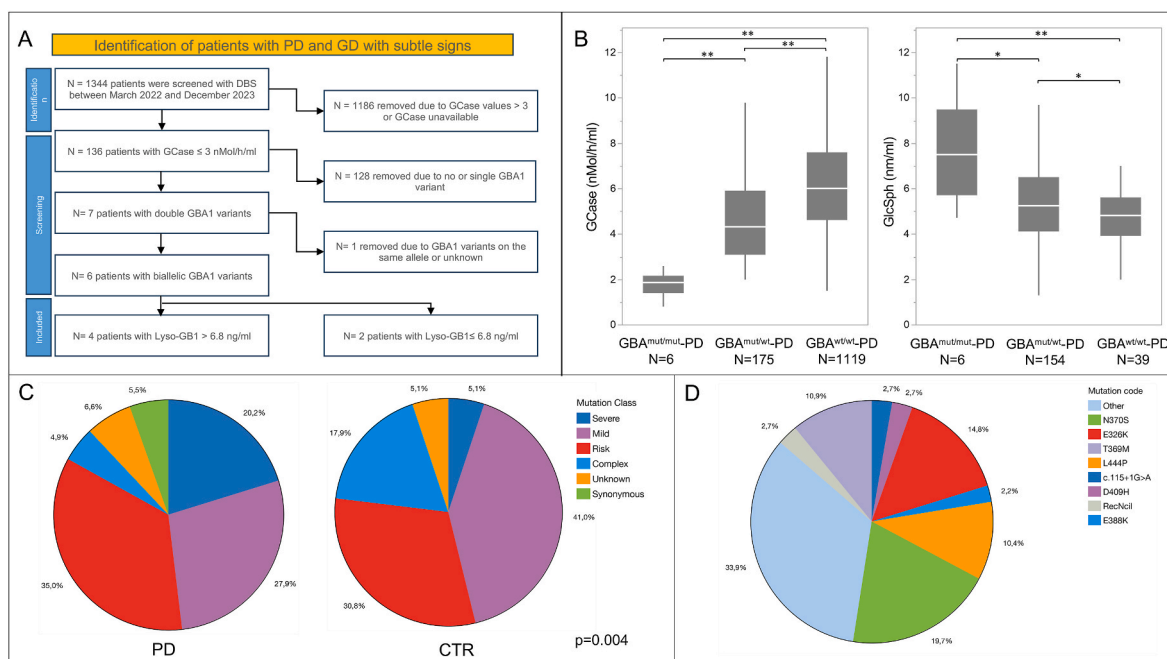 A
Identification of patients with PD and GD with subtle signs
Identificatio
n
N = 1344 patients were screened with DBS
between March 2022 and December 2023
N = 1186 removed due to GCase values > 3
or GCase unavailable
Screening
N = 136 patients with GCase ≤ 3 nMol/h/ml
N = 128 removed due to no or single GBA1
variant
N= 7 patients with double GBA1 variants
N= 1 removed due to GBA1 variants on the
same allele or unknown
N= 6 patients with biallelic GBA1 variants
Included
N= 4 patients with Lyso-GB1 > 6.8 ng/ml
N= 2 patients with Lyso-GB1≤ 6.8 ng/ml
B
GCase (nMol/h/ml)
12
10
8
6
4
2
0
**
**
**
GBAmut/mut-PD
N=6
GBAmut/wt-PD
N=175
GBAwt/wt-PD
N=1119
GlcSph (nm/ml)
12
10
8
6
4
2
0
**
*
*
GBAmut/mut-PD
N=6
GBAmut/wt-PD
N=154
GBAwt/wt-PD
N=39
C
5,5%
6,6%
4,9%
20,2%
35,0%
27,9%
PD
5,1%
5,1%
17,9%
41,0%
30,8%
CTR
Mutation Class
Severe
Mild
Risk
Complex
Unknown
Synonymous
p=0.004
D
2,7%
2,7%
10,9%
2,7%
14,8%
2,2%
10,4%
33,9%
19,7%
Mutation code
Other
N370S
E326K
T369M
L444P
c.115+1G>A
D409H
RecNciI
E388K